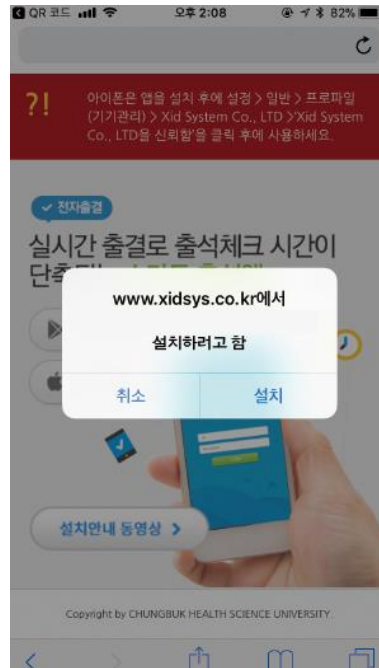 QR 코드 오후 2:08 82%
?!
아이폰은 앱을 설치 후에 설정 > 일반 > 프로파일
(기기관리) > Xid System Co., LTD >'Xid System
Co., LTD을 신뢰함'을 클릭 후에 사용하세요.
전자출결
실시간 출결로 출석체크 시간이
www.xidsys.co.kr에서
설치하려고 함
취소 설치
설치안내 동영상 >
Copyright by CHUNGBUK HEALTH SCIENCE UNIVERSITY.